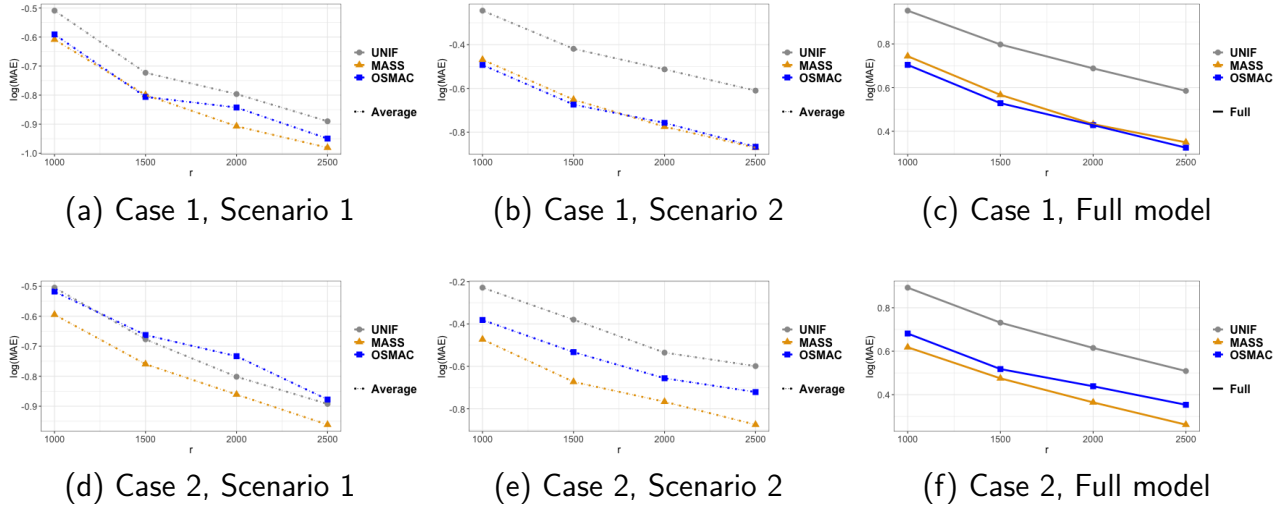 -0.5
-0.6
-0.7
-0.8
-0.9
-1.0
log(MAE)
1000 1500 2000 2500
r
UNIF
MASS
OSMAC
Average
(a) Case 1, Scenario 1
-0.4
-0.6
-0.8
log(MAE)
1000 1500 2000 2500
r
UNIF
MASS
OSMAC
Average
(b) Case 1, Scenario 2
0.8
0.6
0.4
log(MAE)
1000 1500 2000 2500
r
UNIF
MASS
OSMAC
Full
(c) Case 1, Full model
-0.5
-0.6
-0.7
-0.8
-0.9
log(MAE)
1000 1500 2000 2500
r
UNIF
MASS
OSMAC
Average
(d) Case 2, Scenario 1
-0.2
-0.4
-0.6
-0.8
log(MAE)
1000 1500 2000 2500
r
UNIF
MASS
OSMAC
Average
(e) Case 2, Scenario 2
0.8
0.6
0.4
log(MAE)
1000 1500 2000 2500
r
UNIF
MASS
OSMAC
Full
(f) Case 2, Full model